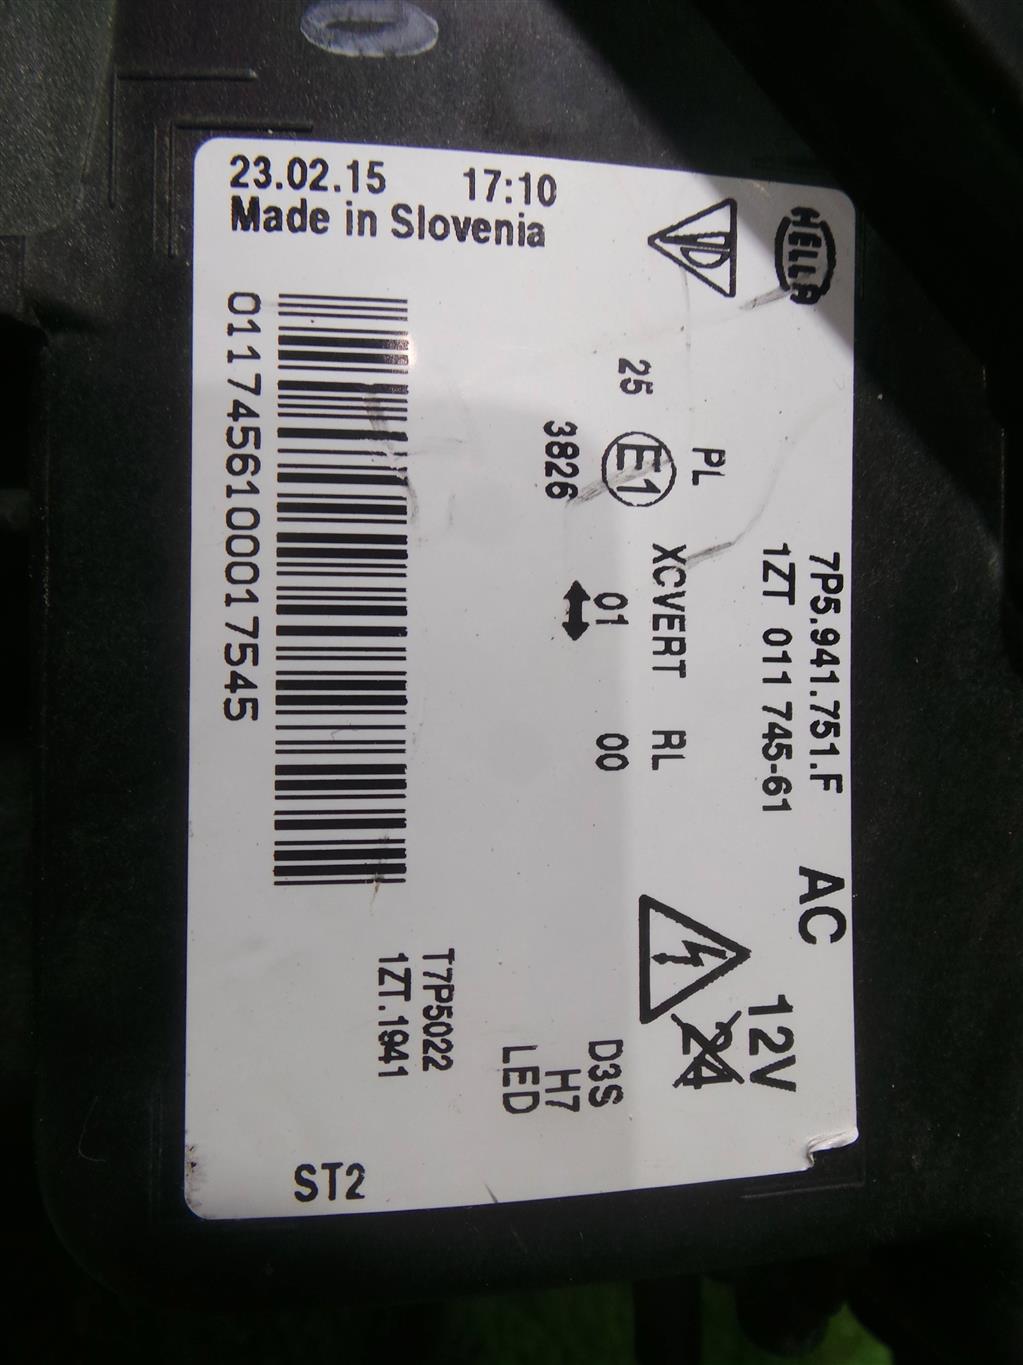 23.02.15 17:10
Made in Slovenia
HELLA
7P5.941.751.F AC
1ZT 011 745-61
12V
24
PL XCVERT RL
25 E1 01 00
3826
D3S
H7
LED
T7P5022
1ZT.1941
0117456100017545
ST2